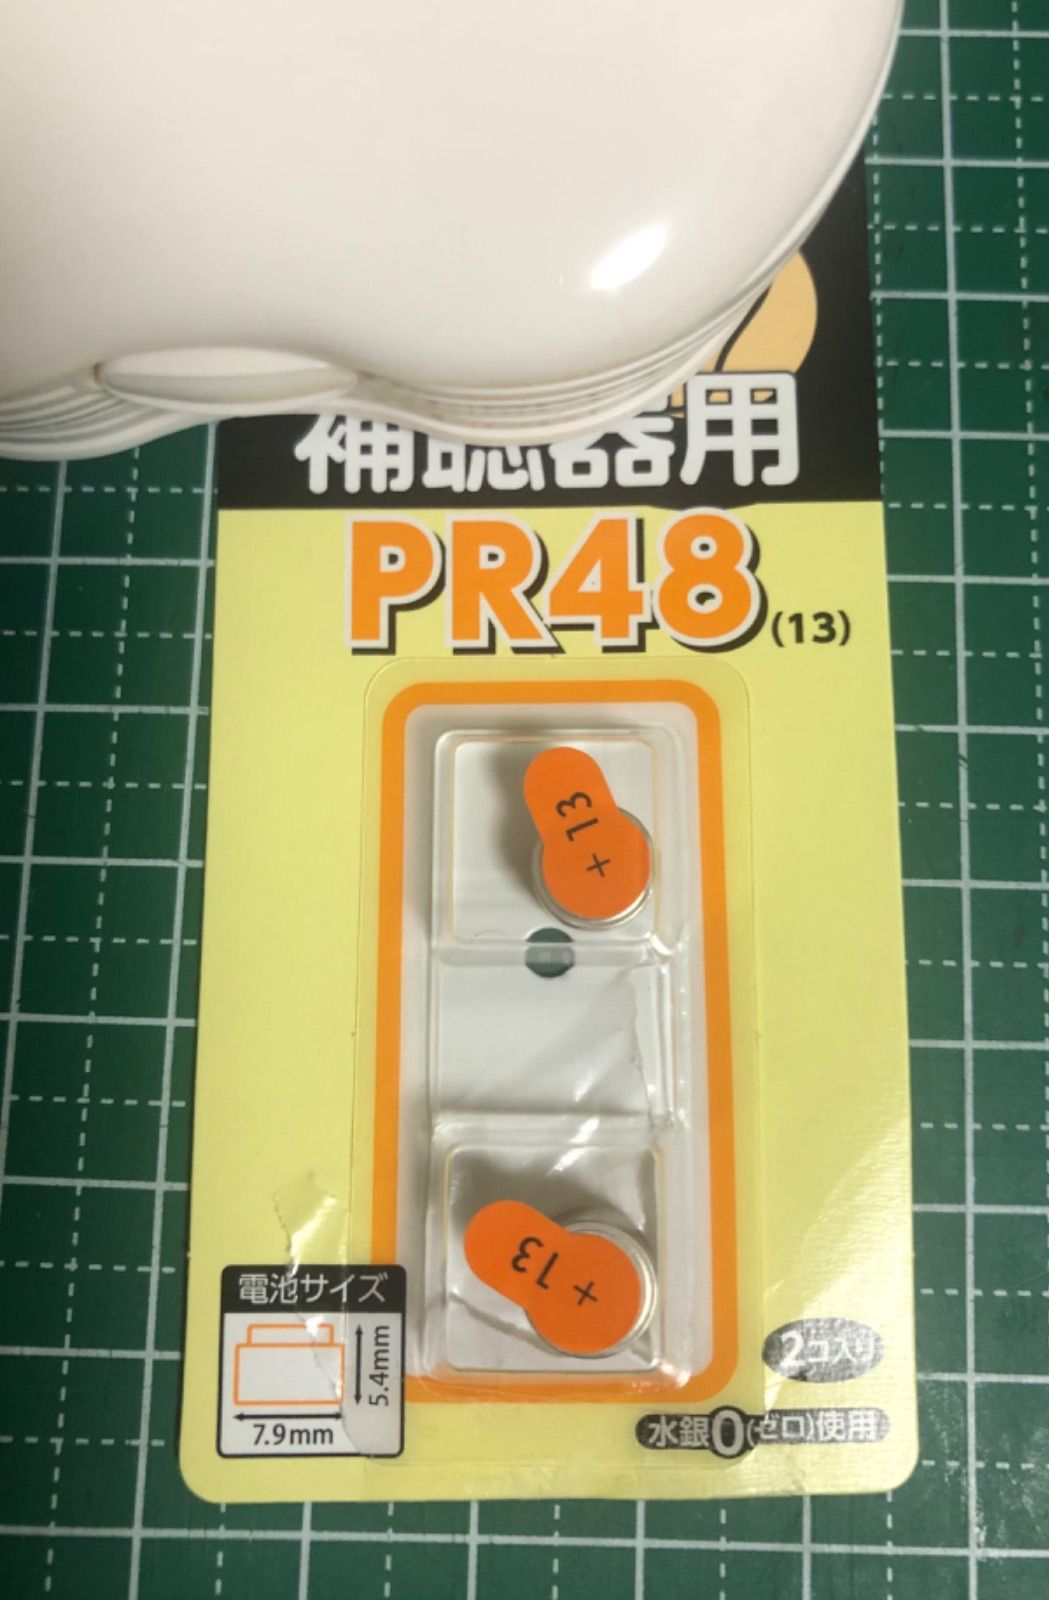 補聴器用
PR48
(13)
+ 13
+ 13
電池サイズ
5.4mm
7.9mm
2コ入り
水銀0(ゼロ)使用